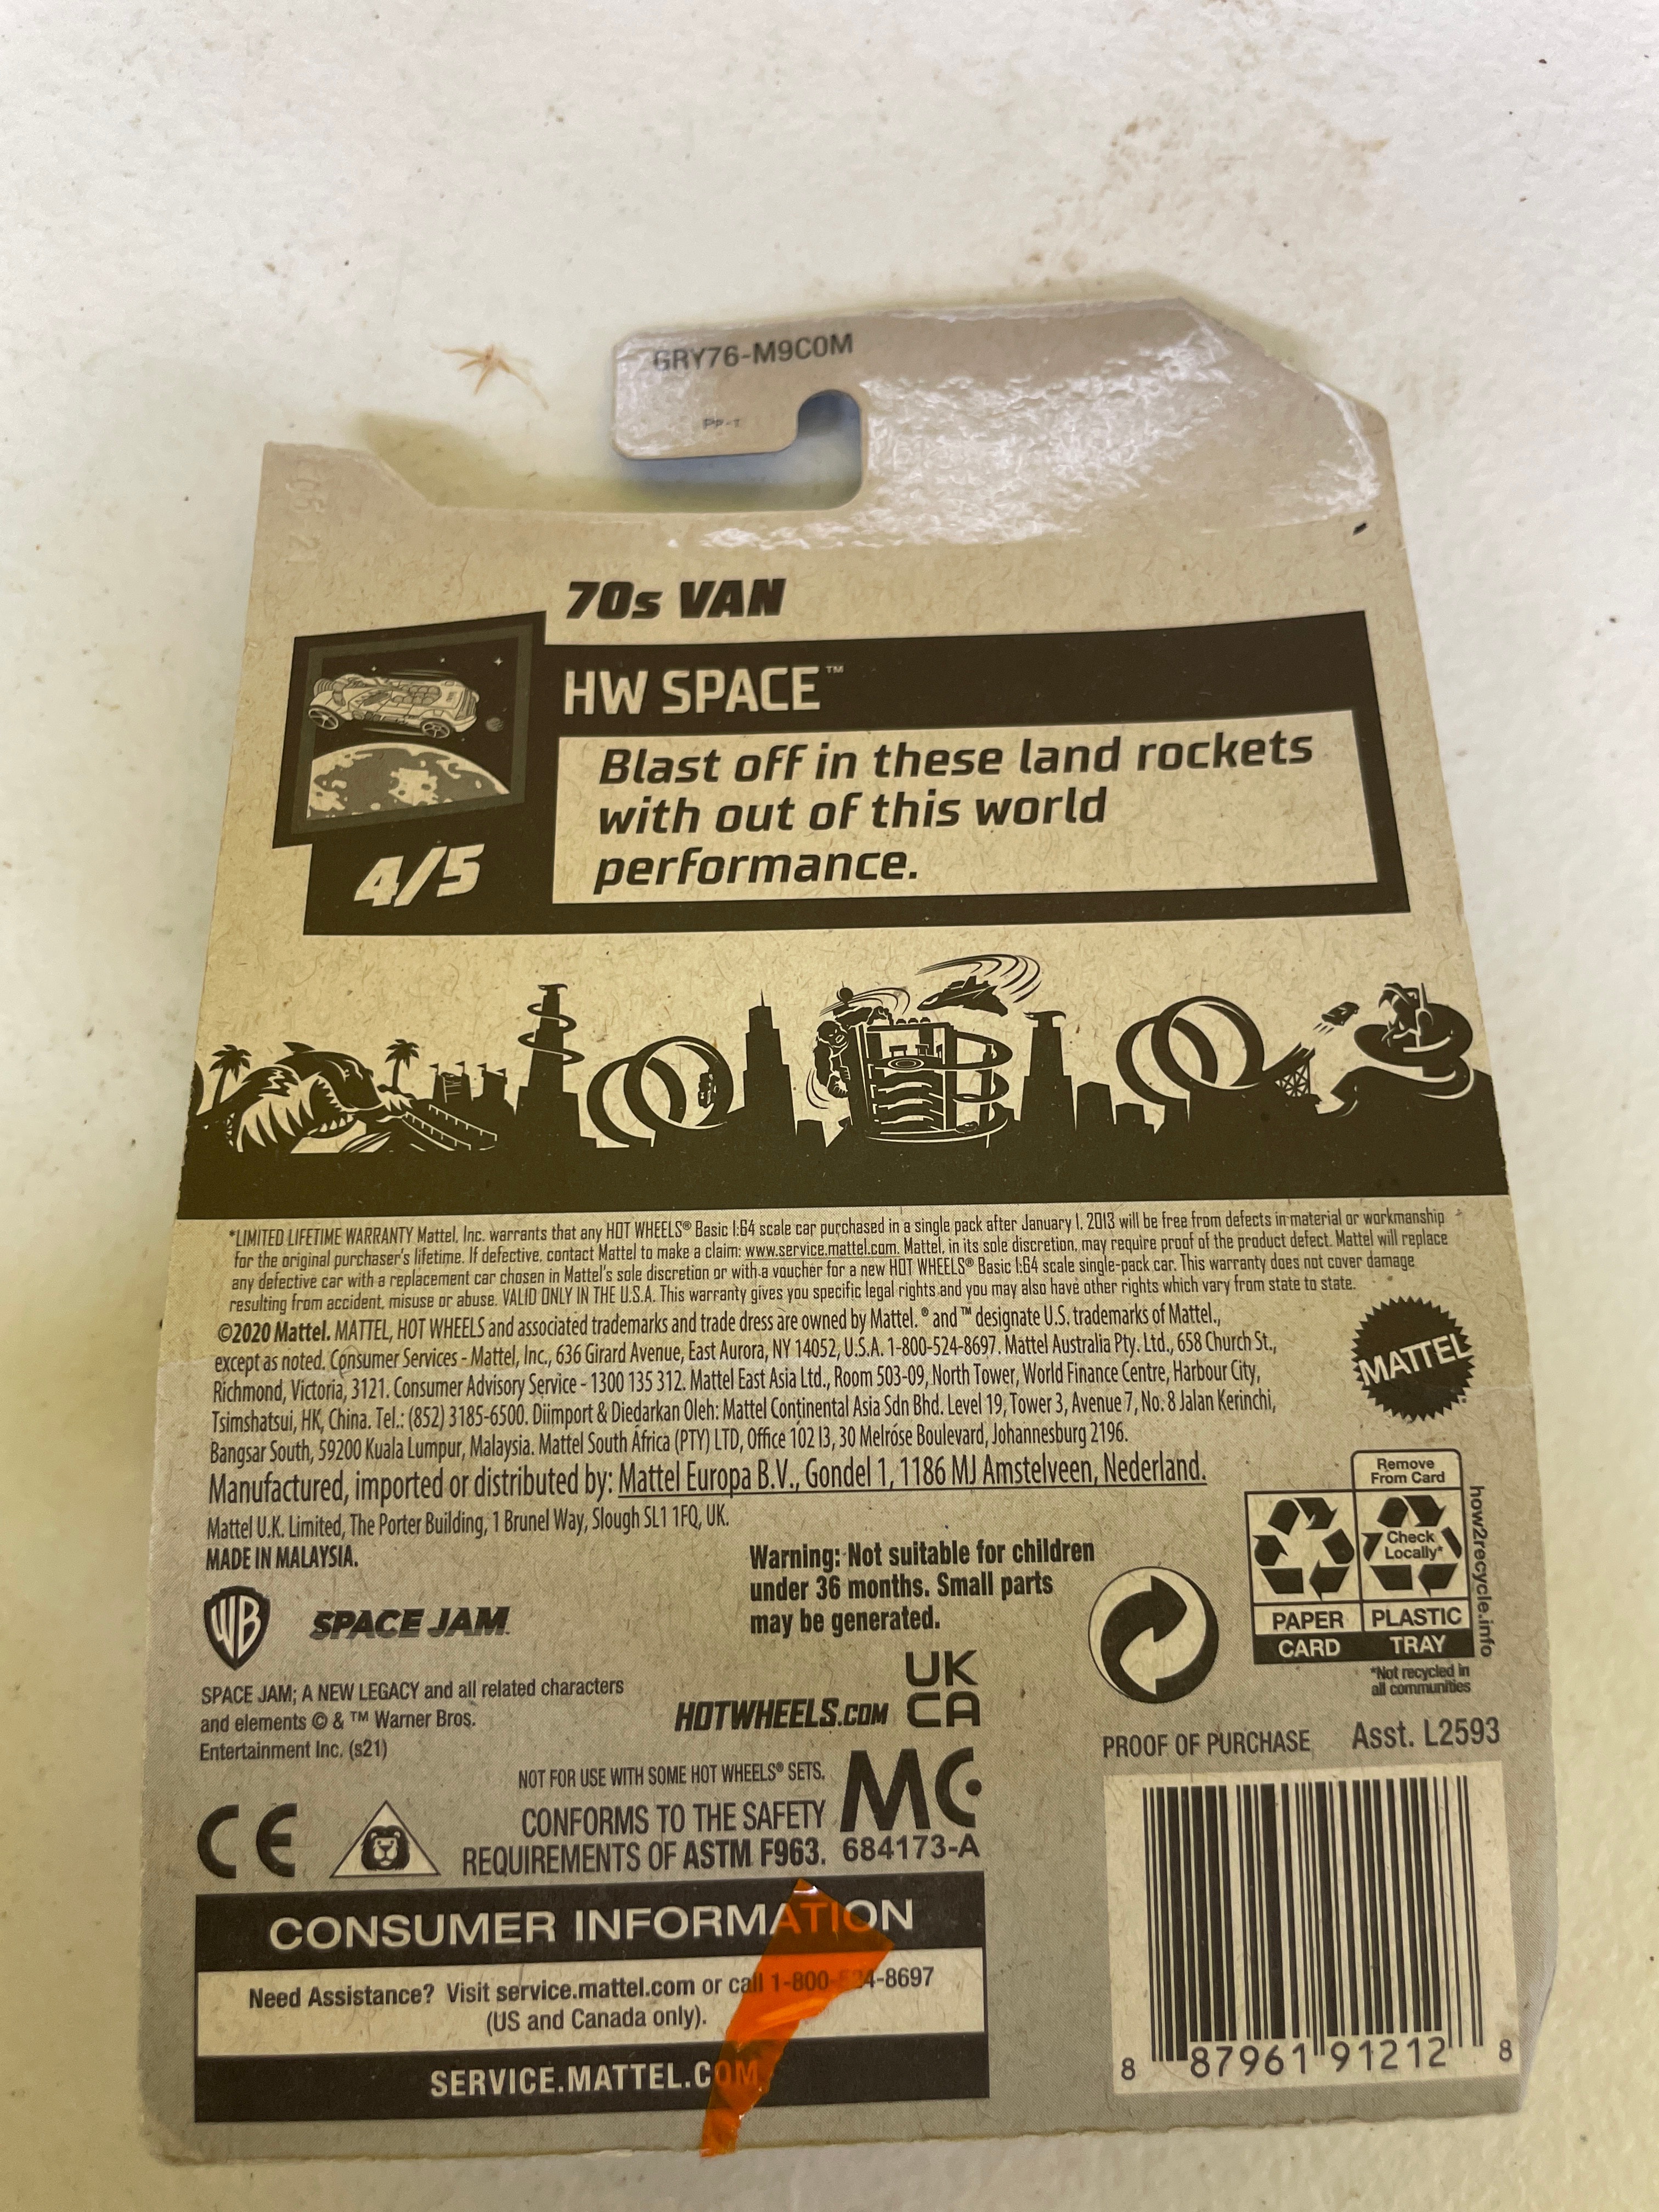 GRY76-M9C0M
PP-T
70s VAN
HW SPACE™
Blast off in these land rockets
with out of this world
performance.
4/5
*LIMITED LIFETIME WARRANTY Mattel, Inc. warrants that any HOT WHEELS® Basic 1:64 scale car purchased in a single pack after January 1, 2013 will be free from defects in material or workmanship
for the original purchaser's lifetime. If defective, contact Mattel to make a claim: www.service.mattel.com. Mattel, in its sole discretion, may require proof of the product defect. Mattel will replace
any defective car with a replacement car chosen in Mattel's sole discretion or with a voucher for a new HOT WHEELS® Basic 1:64 scale single-pack car. This warranty does not cover damage
resulting from accident, misuse or abuse. VALID ONLY IN THE U.S.A. This warranty gives you specific legal rights and you may also have other rights which vary from state to state.
©2020 Mattel. MATTEL, HOT WHEELS and associated trademarks and trade dress are owned by Mattel. ® and ™ designate U.S. trademarks of Mattel.,
except as noted. Consumer Services - Mattel, Inc., 636 Girard Avenue, East Aurora, NY 14052, U.S.A. 1-800-524-8697. Mattel Australia Pty. Ltd., 658 Church St.,
Richmond, Victoria, 3121. Consumer Advisory Service - 1300 135 312. Mattel East Asia Ltd., Room 503-09, North Tower, World Finance Centre, Harbour City,
Tsimshatsui, HK, China. Tel.: (852) 3185-6500. Diimport & Diedarkan Oleh: Mattel Continental Asia Sdn Bhd. Level 19, Tower 3, Avenue 7, No. 8 Jalan Kerinchi,
Bangsar South, 59200 Kuala Lumpur, Malaysia. Mattel South Africa (PTY) LTD, Office 102 I3, 30 Melrose Boulevard, Johannesburg 2196.
Manufactured, imported or distributed by: Mattel Europa B.V., Gondel 1, 1186 MJ Amstelveen, Nederland.
Mattel U.K. Limited, The Porter Building, 1 Brunel Way, Slough SL1 1FQ, UK.
MADE IN MALAYSIA.
MATTEL
Remove
From Card
Check
Locally*
PAPER
CARD
PLASTIC
TRAY
how2recycle.info
*Not recycled in
all communities
Warning: Not suitable for children
under 36 months. Small parts
may be generated.
WB
SPACE JAM
SPACE JAM; A NEW LEGACY and all related characters
and elements © & ™ Warner Bros.
Entertainment Inc. (s21)
HOTWHEELS.COM
UK
CA
NOT FOR USE WITH SOME HOT WHEELS® SETS.
CONFORMS TO THE SAFETY
REQUIREMENTS OF ASTM F963.
CE
MC
684173-A
PROOF OF PURCHASE
Asst. L2593
8 87961 91212 8
CONSUMER INFORMATION
Need Assistance? Visit service.mattel.com or call 1-800-524-8697
(US and Canada only).
SERVICE.MATTEL.COM